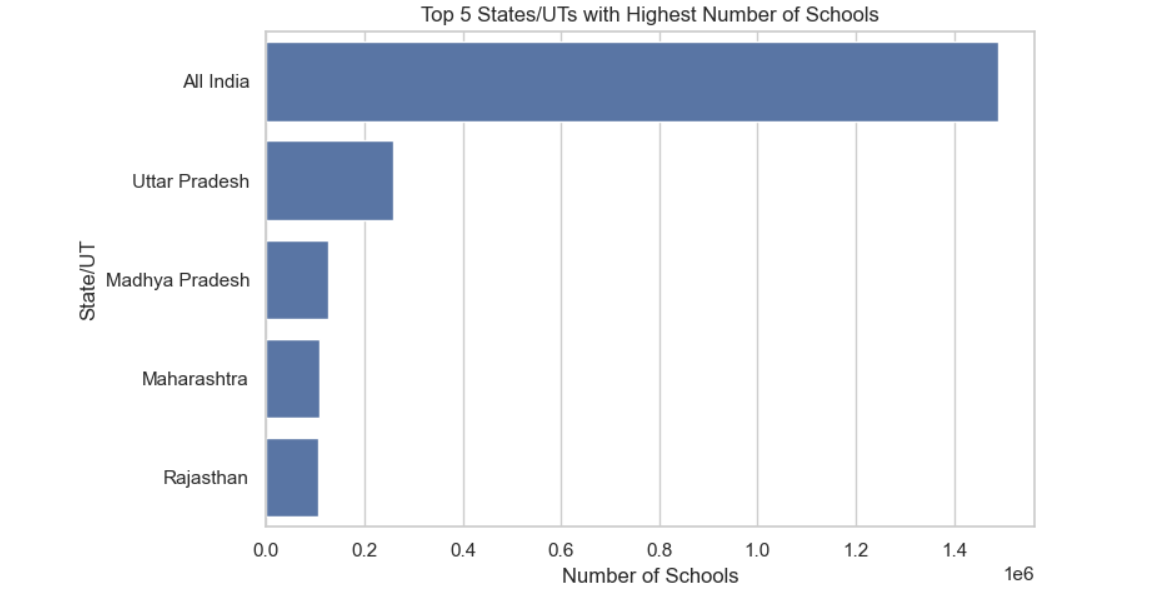 Top 5 States/UTs with Highest Number of Schools
All India
Uttar Pradesh
Madhya Pradesh
Maharashtra
Rajasthan
State/UT
0.0 0.2 0.4 0.6 0.8 1.0 1.2 1.4
1e6
Number of Schools